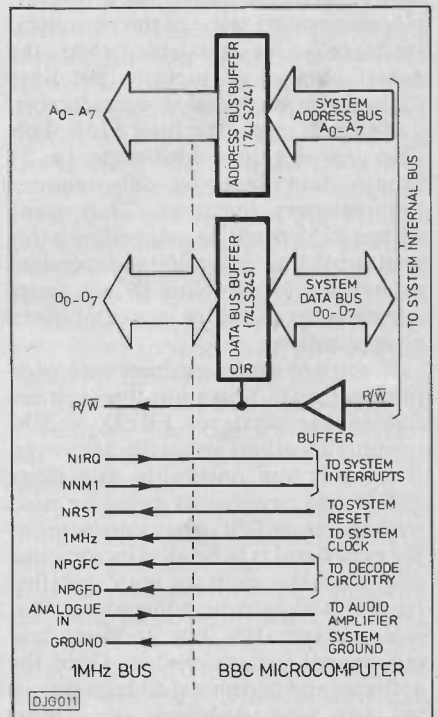 A0-A7
ADDRESS BUS BUFFER
(74LS244)
SYSTEM
ADDRESS BUS
A0-A7
D0-D7
DATA BUS BUFFER
(74LS245)
DIR
SYSTEM
DATA BUS
D0-D7
TO SYSTEM INTERNAL BUS
R/W̅
R/W̅
BUFFER
NIRQ
NNM1
TO SYSTEM
INTERRUPTS
NRST
TO SYSTEM
RESET
1MHz
TO SYSTEM
CLOCK
NPGFC
NPGFD
TO DECODE
CIRCUITRY
ANALOGUE
IN
TO AUDIO
AMPLIFIER
GROUND
SYSTEM
GROUND
1MHz BUS
BBC MICROCOMPUTER
DJG011